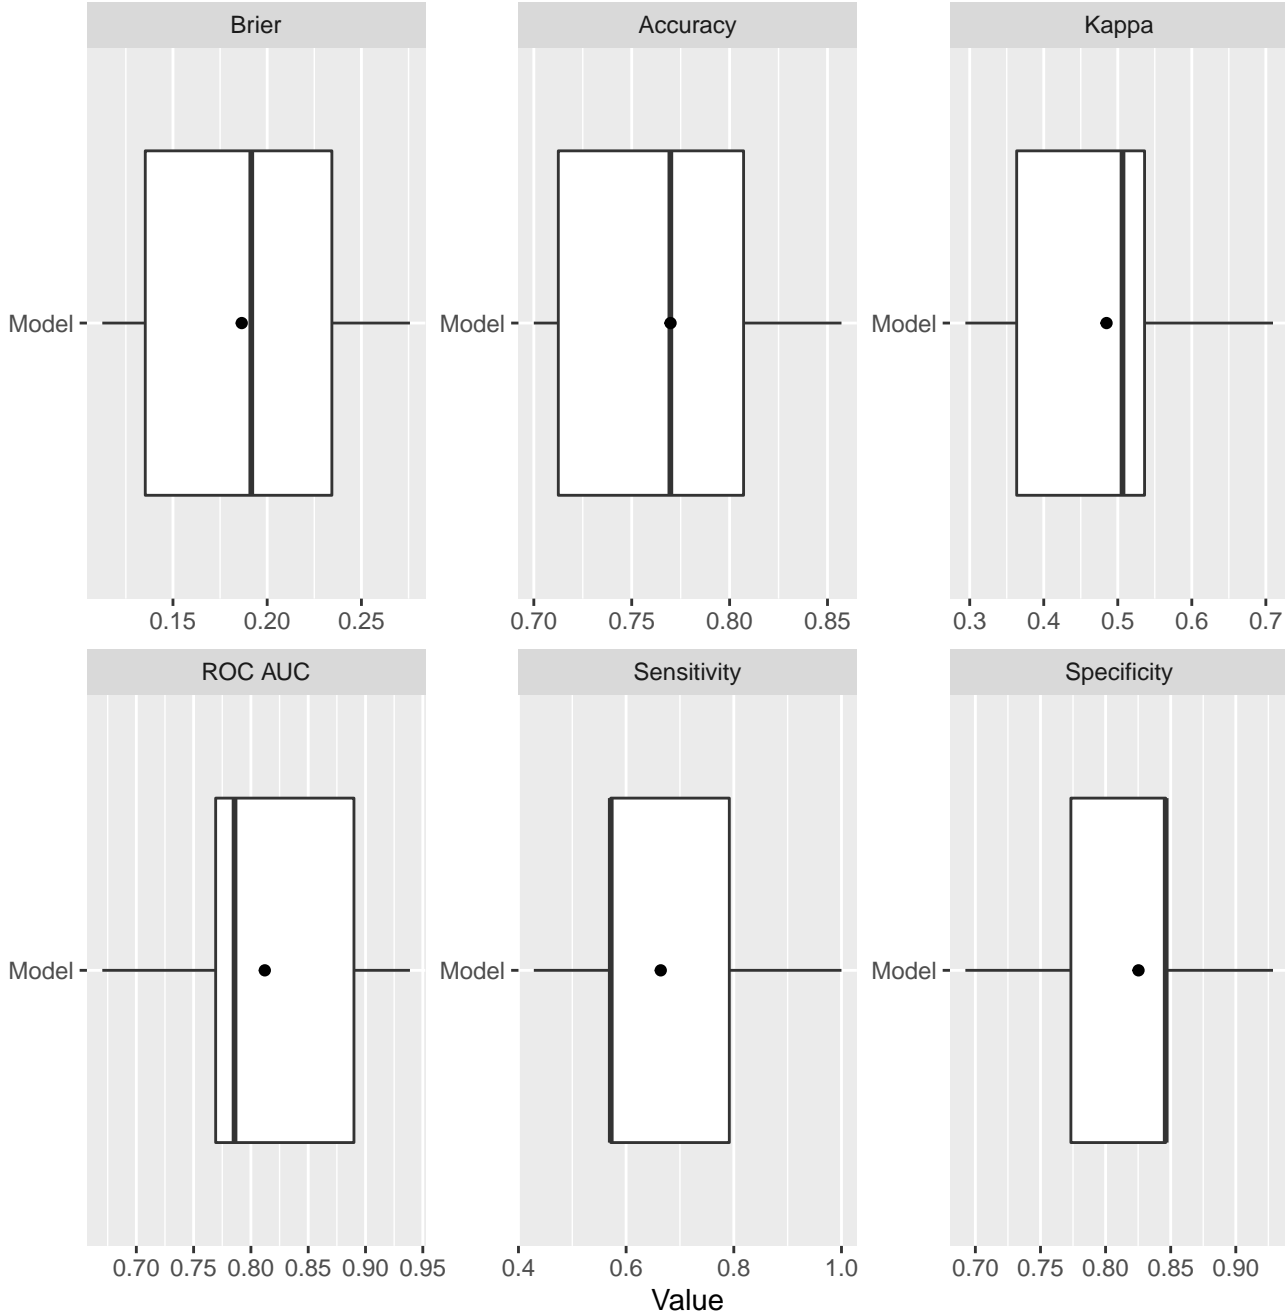 Brier Accuracy Kappa
Model Model Model
0.15 0.20 0.25 0.70 0.75 0.80 0.85 0.3 0.4 0.5 0.6 0.7
ROC AUC Sensitivity Specificity
Model Model Model
0.70 0.75 0.80 0.85 0.90 0.95 0.4 0.6 0.8 1.0 0.70 0.75 0.80 0.85 0.90
Value